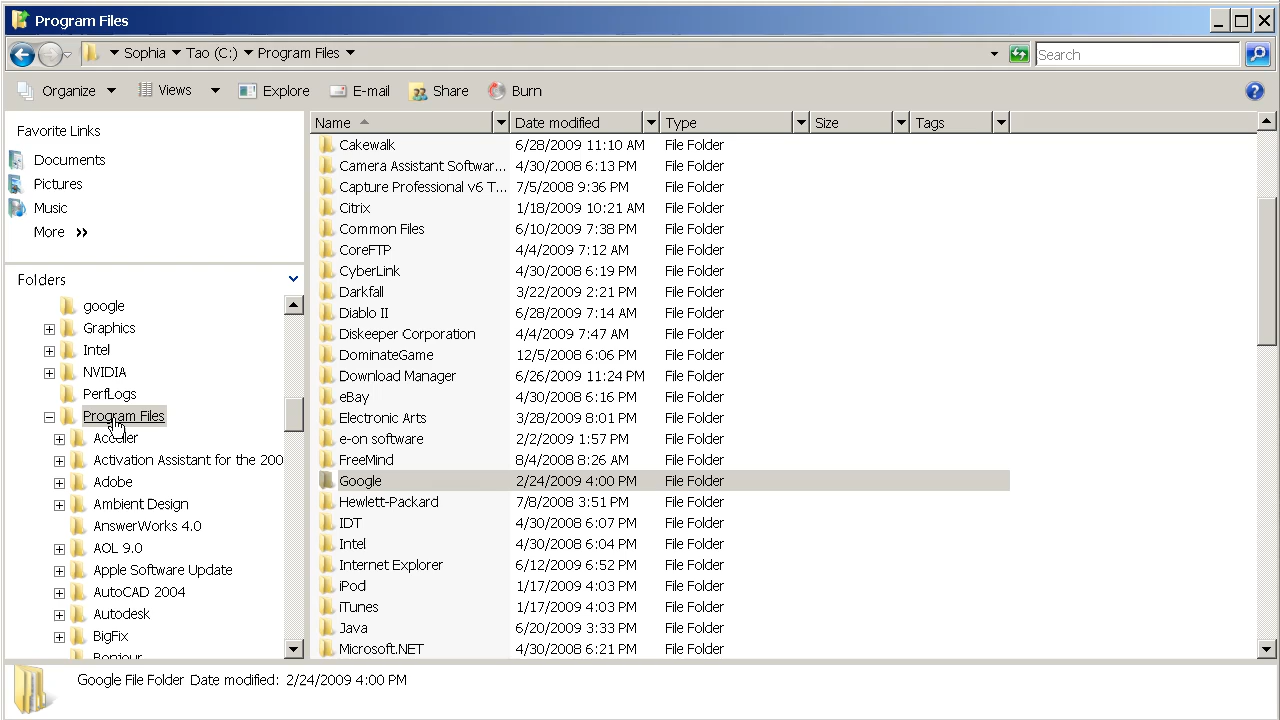 Program Files
Sophia Tao (C:) Program Files
Search
Organize Views Explore E-mail Share Burn
Favorite Links
Documents
Pictures
Music
More
Folders
google
Graphics
Intel
NVIDIA
PerfLogs
Program Files
Acceler
Activation Assistant for the 200
Adobe
Ambient Design
AnswerWorks 4.0
AOL 9.0
Apple Software Update
AutoCAD 2004
Autodesk
BigFix
Bonjour
Name Date modified Type Size Tags
Cakewalk 6/28/2009 11:10 AM File Folder
Camera Assistant Softwar... 4/30/2008 6:13 PM File Folder
Capture Professional v6 T... 7/5/2008 9:36 PM File Folder
Citrix 1/18/2009 10:21 AM File Folder
Common Files 6/10/2009 7:38 PM File Folder
CoreFTP 4/4/2009 7:12 AM File Folder
CyberLink 4/30/2008 6:19 PM File Folder
Darkfall 3/22/2009 2:21 PM File Folder
Diablo II 6/28/2009 7:14 AM File Folder
Diskeeper Corporation 4/4/2009 7:47 AM File Folder
DominateGame 12/5/2008 6:06 PM File Folder
Download Manager 6/26/2009 11:24 PM File Folder
eBay 4/30/2008 6:16 PM File Folder
Electronic Arts 3/28/2009 8:01 PM File Folder
e-on software 2/2/2009 1:57 PM File Folder
FreeMind 8/4/2008 8:26 AM File Folder
Google 2/24/2009 4:00 PM File Folder
Hewlett-Packard 7/8/2008 3:51 PM File Folder
IDT 4/30/2008 6:07 PM File Folder
Intel 4/30/2008 6:04 PM File Folder
Internet Explorer 6/12/2009 6:52 PM File Folder
iPod 1/17/2009 4:03 PM File Folder
iTunes 1/17/2009 4:03 PM File Folder
Java 6/20/2009 3:33 PM File Folder
Microsoft.NET 4/30/2008 6:21 PM File Folder
Google File Folder Date modified: 2/24/2009 4:00 PM